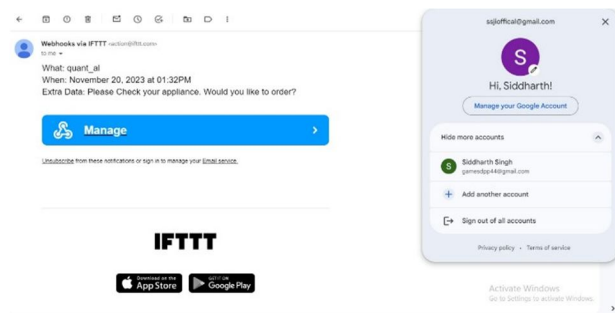 Webhooks via IFTTT <action@ifttt.com>
to me
What: quant_al
When: November 20, 2023 at 01:32PM
Extra Data: Please Check your appliance. Would you like to order?
Manage
Unsubscribe from these notifications or sign in to manage your Email service.
IFTTT
Download on the
App Store
GET IT ON
Google Play
ssjioffical@gmail.com
S
Hi, Siddharth!
Manage your Google Account
Hide more accounts
S
Siddharth Singh
gamesdpp44@gmail.com
Add another account
Sign out of all accounts
Privacy policy • Terms of service
Activate Windows
Go to Settings to activate Windows.